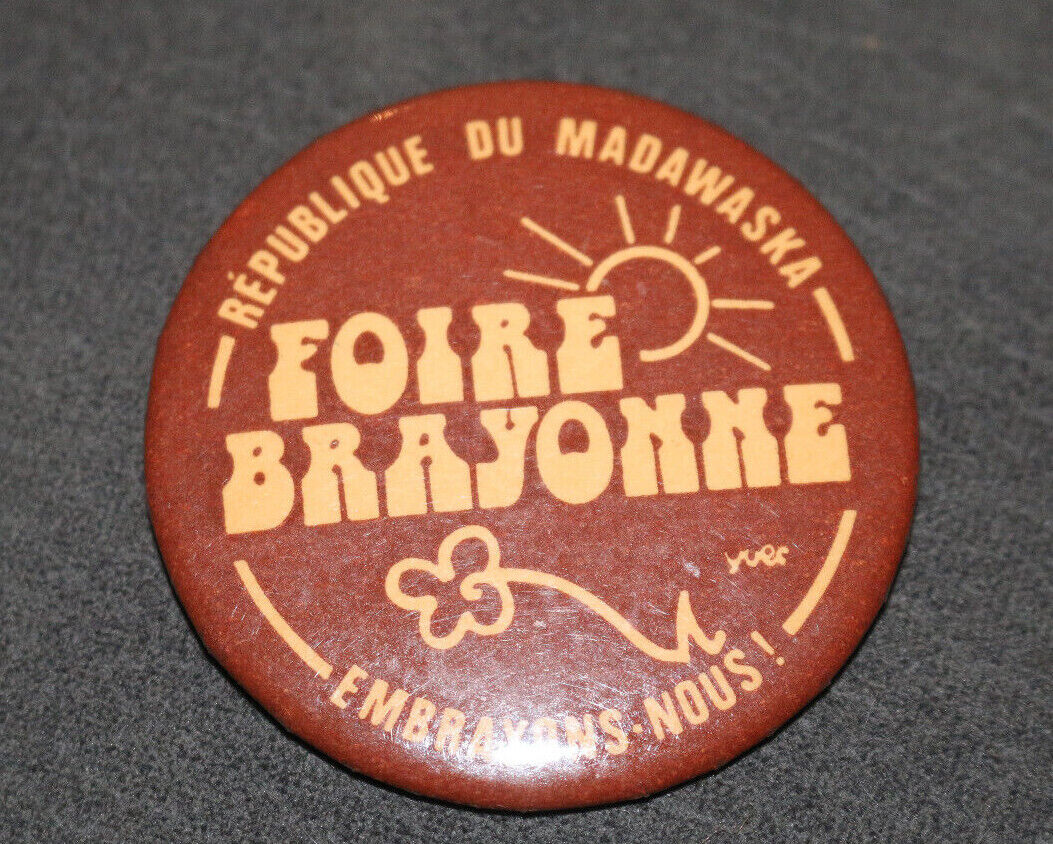 RÉPUBLIQUE DU MADAWASKA
FOIRE
BRAYONNE
yves
EMBRAYONS-NOUS!